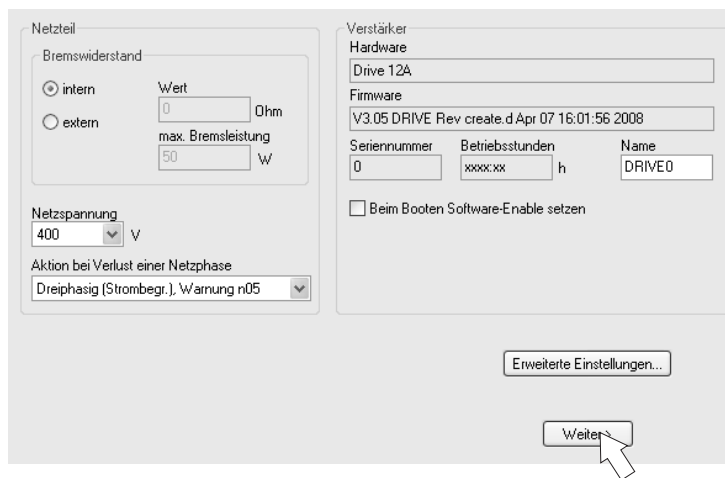 Netzteil
Bremswiderstand
intern
extern
Wert
0 Ohm
max. Bremsleistung
50 W
Netzspannung
400 V
Aktion bei Verlust einer Netzphase
Dreiphasig (Strombegr.), Warnung n05
Verstärker
Hardware
Drive 12A
Firmware
V3.05 DRIVE Rev create.d Apr 07 16:01:56 2008
Seriennummer Betriebsstunden Name
0 xxxx:xx h DRIVE0
Beim Booten Software-Enable setzen
Erweiterte Einstellungen...
Weiter >